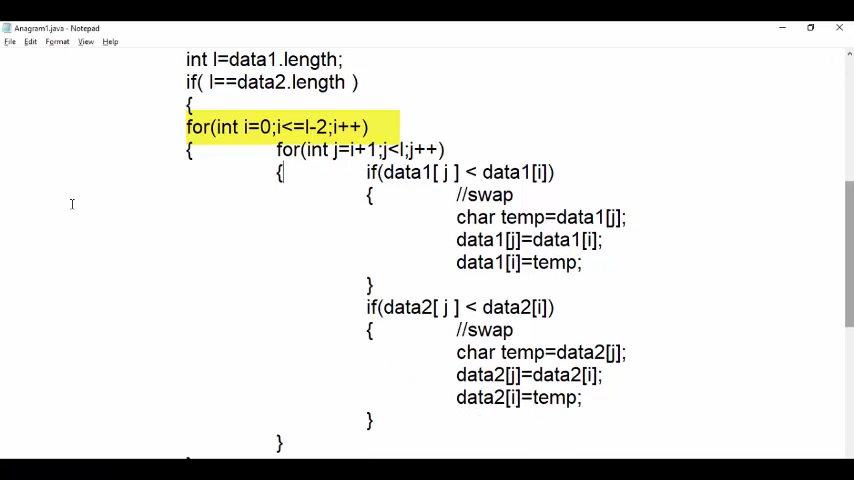 Anagram1.java - Notepad
File Edit Format View Help
int l=data1.length;
if( l==data2.length )
{
for(int i=0;i<=l-2;i++)
{ for(int j=i+1;j<l;j++)
{ if(data1[ j ] < data1[i])
{ //swap
char temp=data1[j];
data1[j]=data1[i];
data1[i]=temp;
}
if(data2[ j ] < data2[i])
{ //swap
char temp=data2[j];
data2[j]=data2[i];
data2[i]=temp;
}
}